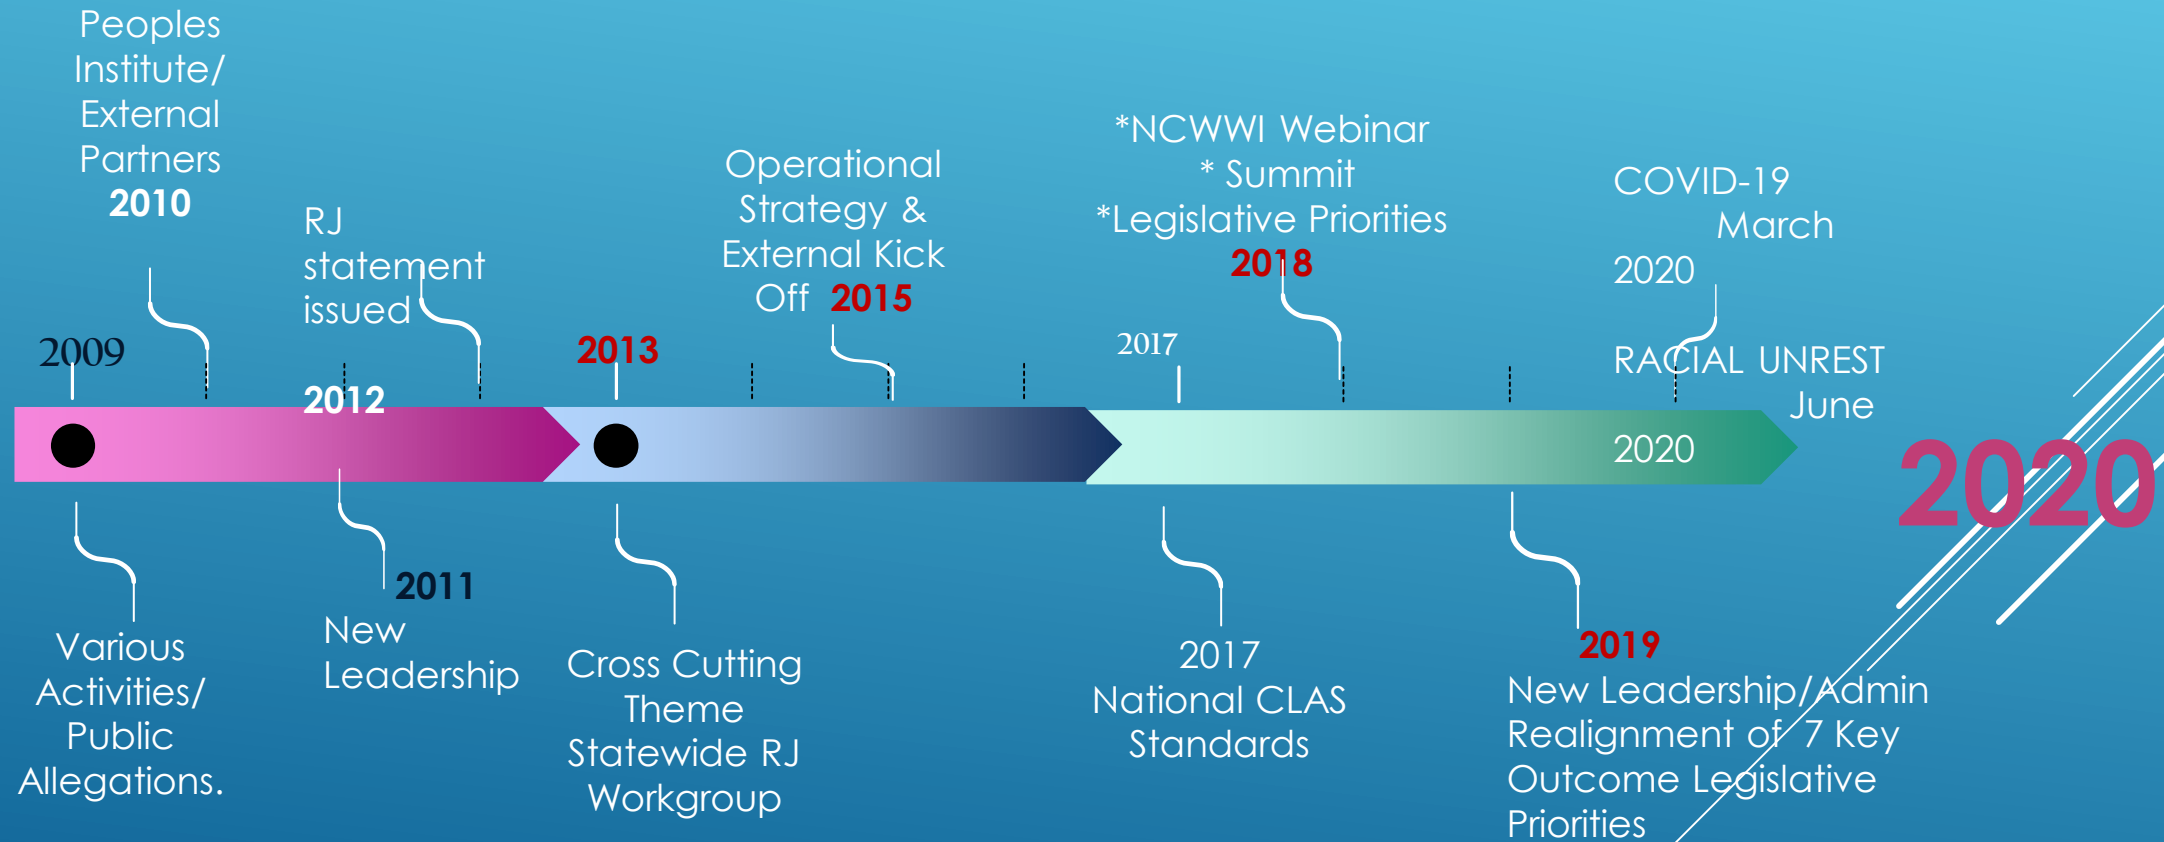 Peoples
Institute/
External
Partners
2010
2009
Various
Activities/
Public
Allegations.
RJ
statement
issued
2012
2011
New
Leadership
2013
Cross Cutting
Theme
Statewide RJ
Workgroup
Operational
Strategy &
External Kick
Off 2015
*NCWWI Webinar
* Summit
*Legislative Priorities
2018
2017
2017
National CLAS
Standards
COVID-19
March
2020
RACIAL UNREST
June
2020
2019
New Leadership/Admin
Realignment of 7 Key
Outcome Legislative
Priorities
2020